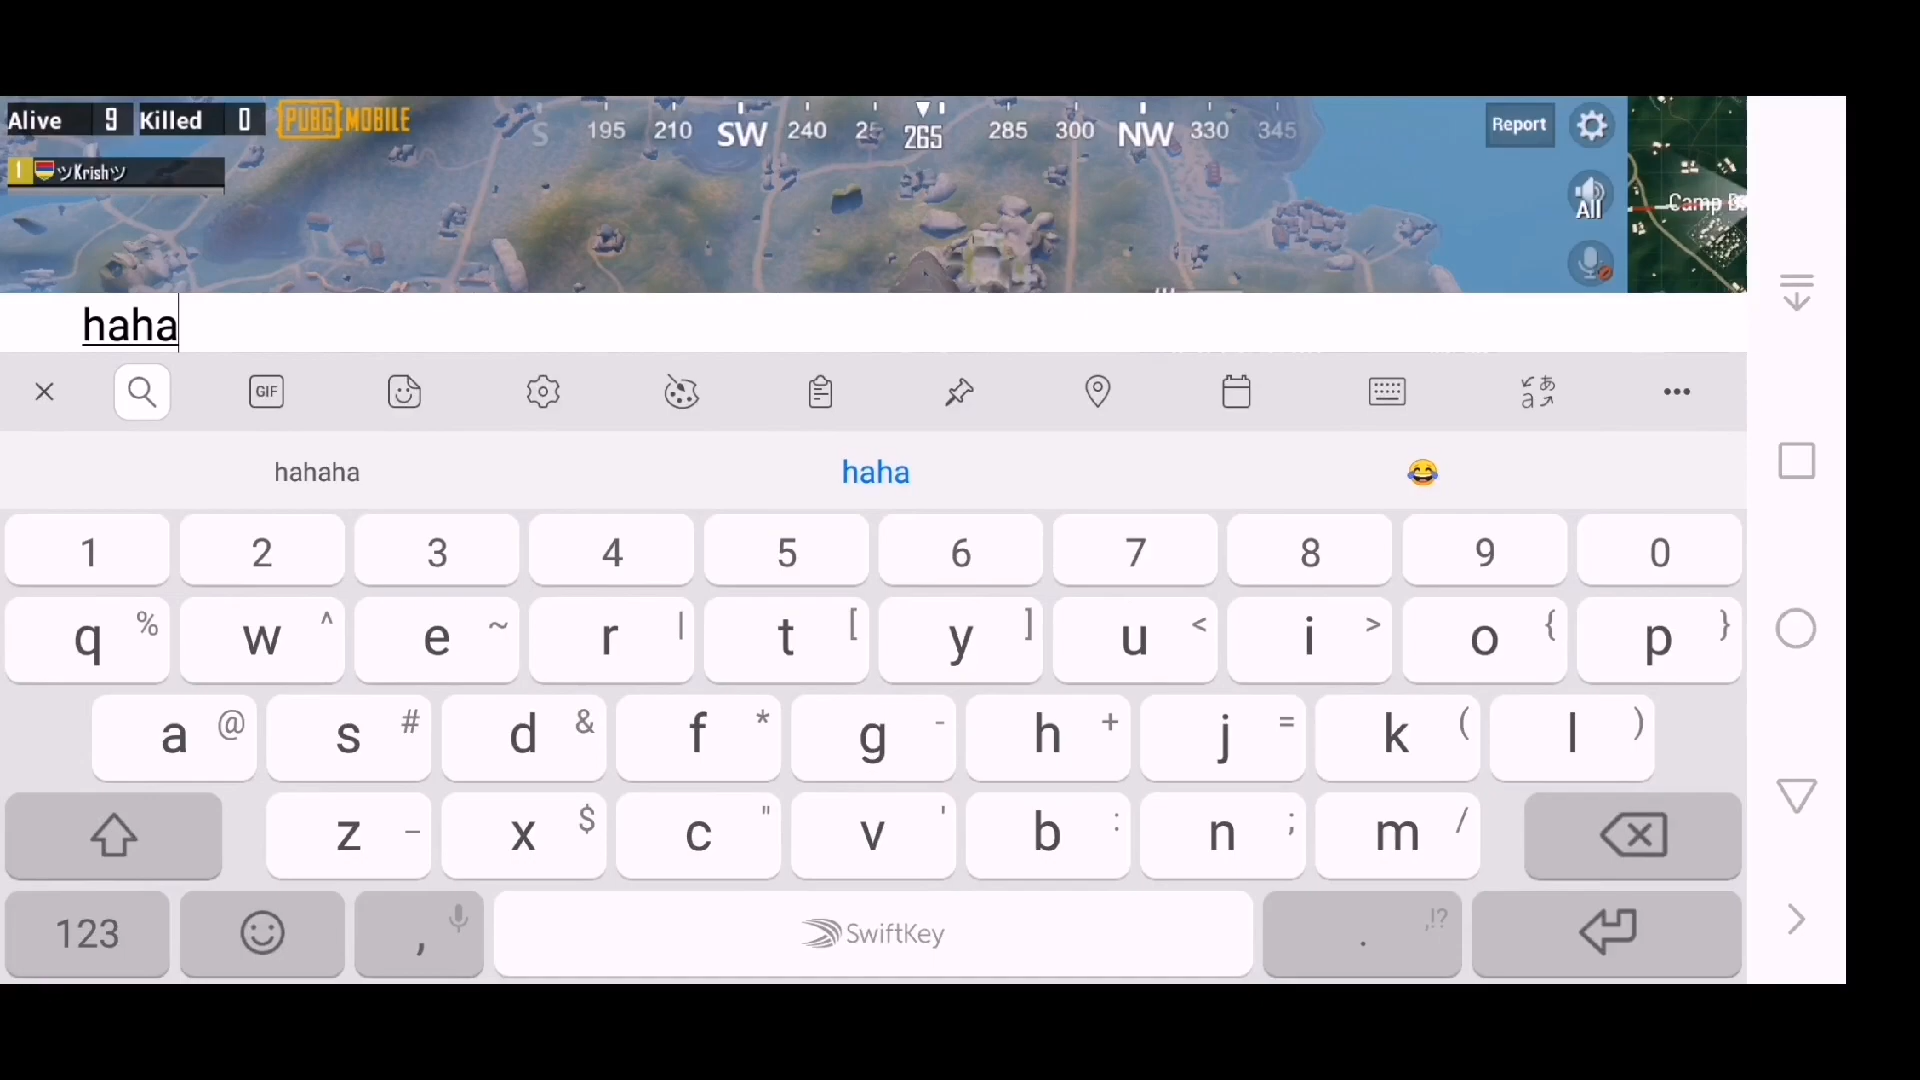 Alive 9 Killed 0 PUBG MOBILE
S 195 210 SW 240 265 285 300 NW 330 345
Report
1 ツKrishツ
All
Camp
haha
GIF
あ
a
hahaha haha 😂
1 2 3 4 5 6 7 8 9 0
q % w ^ e ~ r | t [ y ] u < i > o { p }
a @ s # d & f * g - h + j = k ( l )
z _ x $ c " v ' b : n ; m /
123 , SwiftKey . ,!?